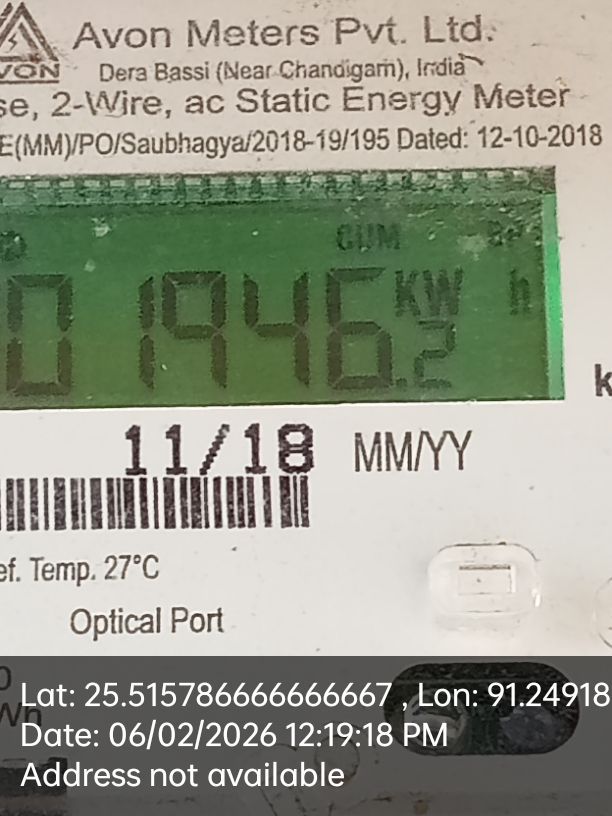 Avon Meters Pvt. Ltd.
VON
Dera Bassi (Near Chandigarh), India
se, 2-Wire, ac Static Energy Meter
E(MM)/PO/Saubhagya/2018-19/195 Dated: 12-10-2018
CUM
01946.2 KW h
k
11/18 MM/YY
ef. Temp. 27°C
Optical Port
Wh
Lat: 25.515786666666667 , Lon: 91.24918
Date: 06/02/2026 12:19:18 PM
Address not available